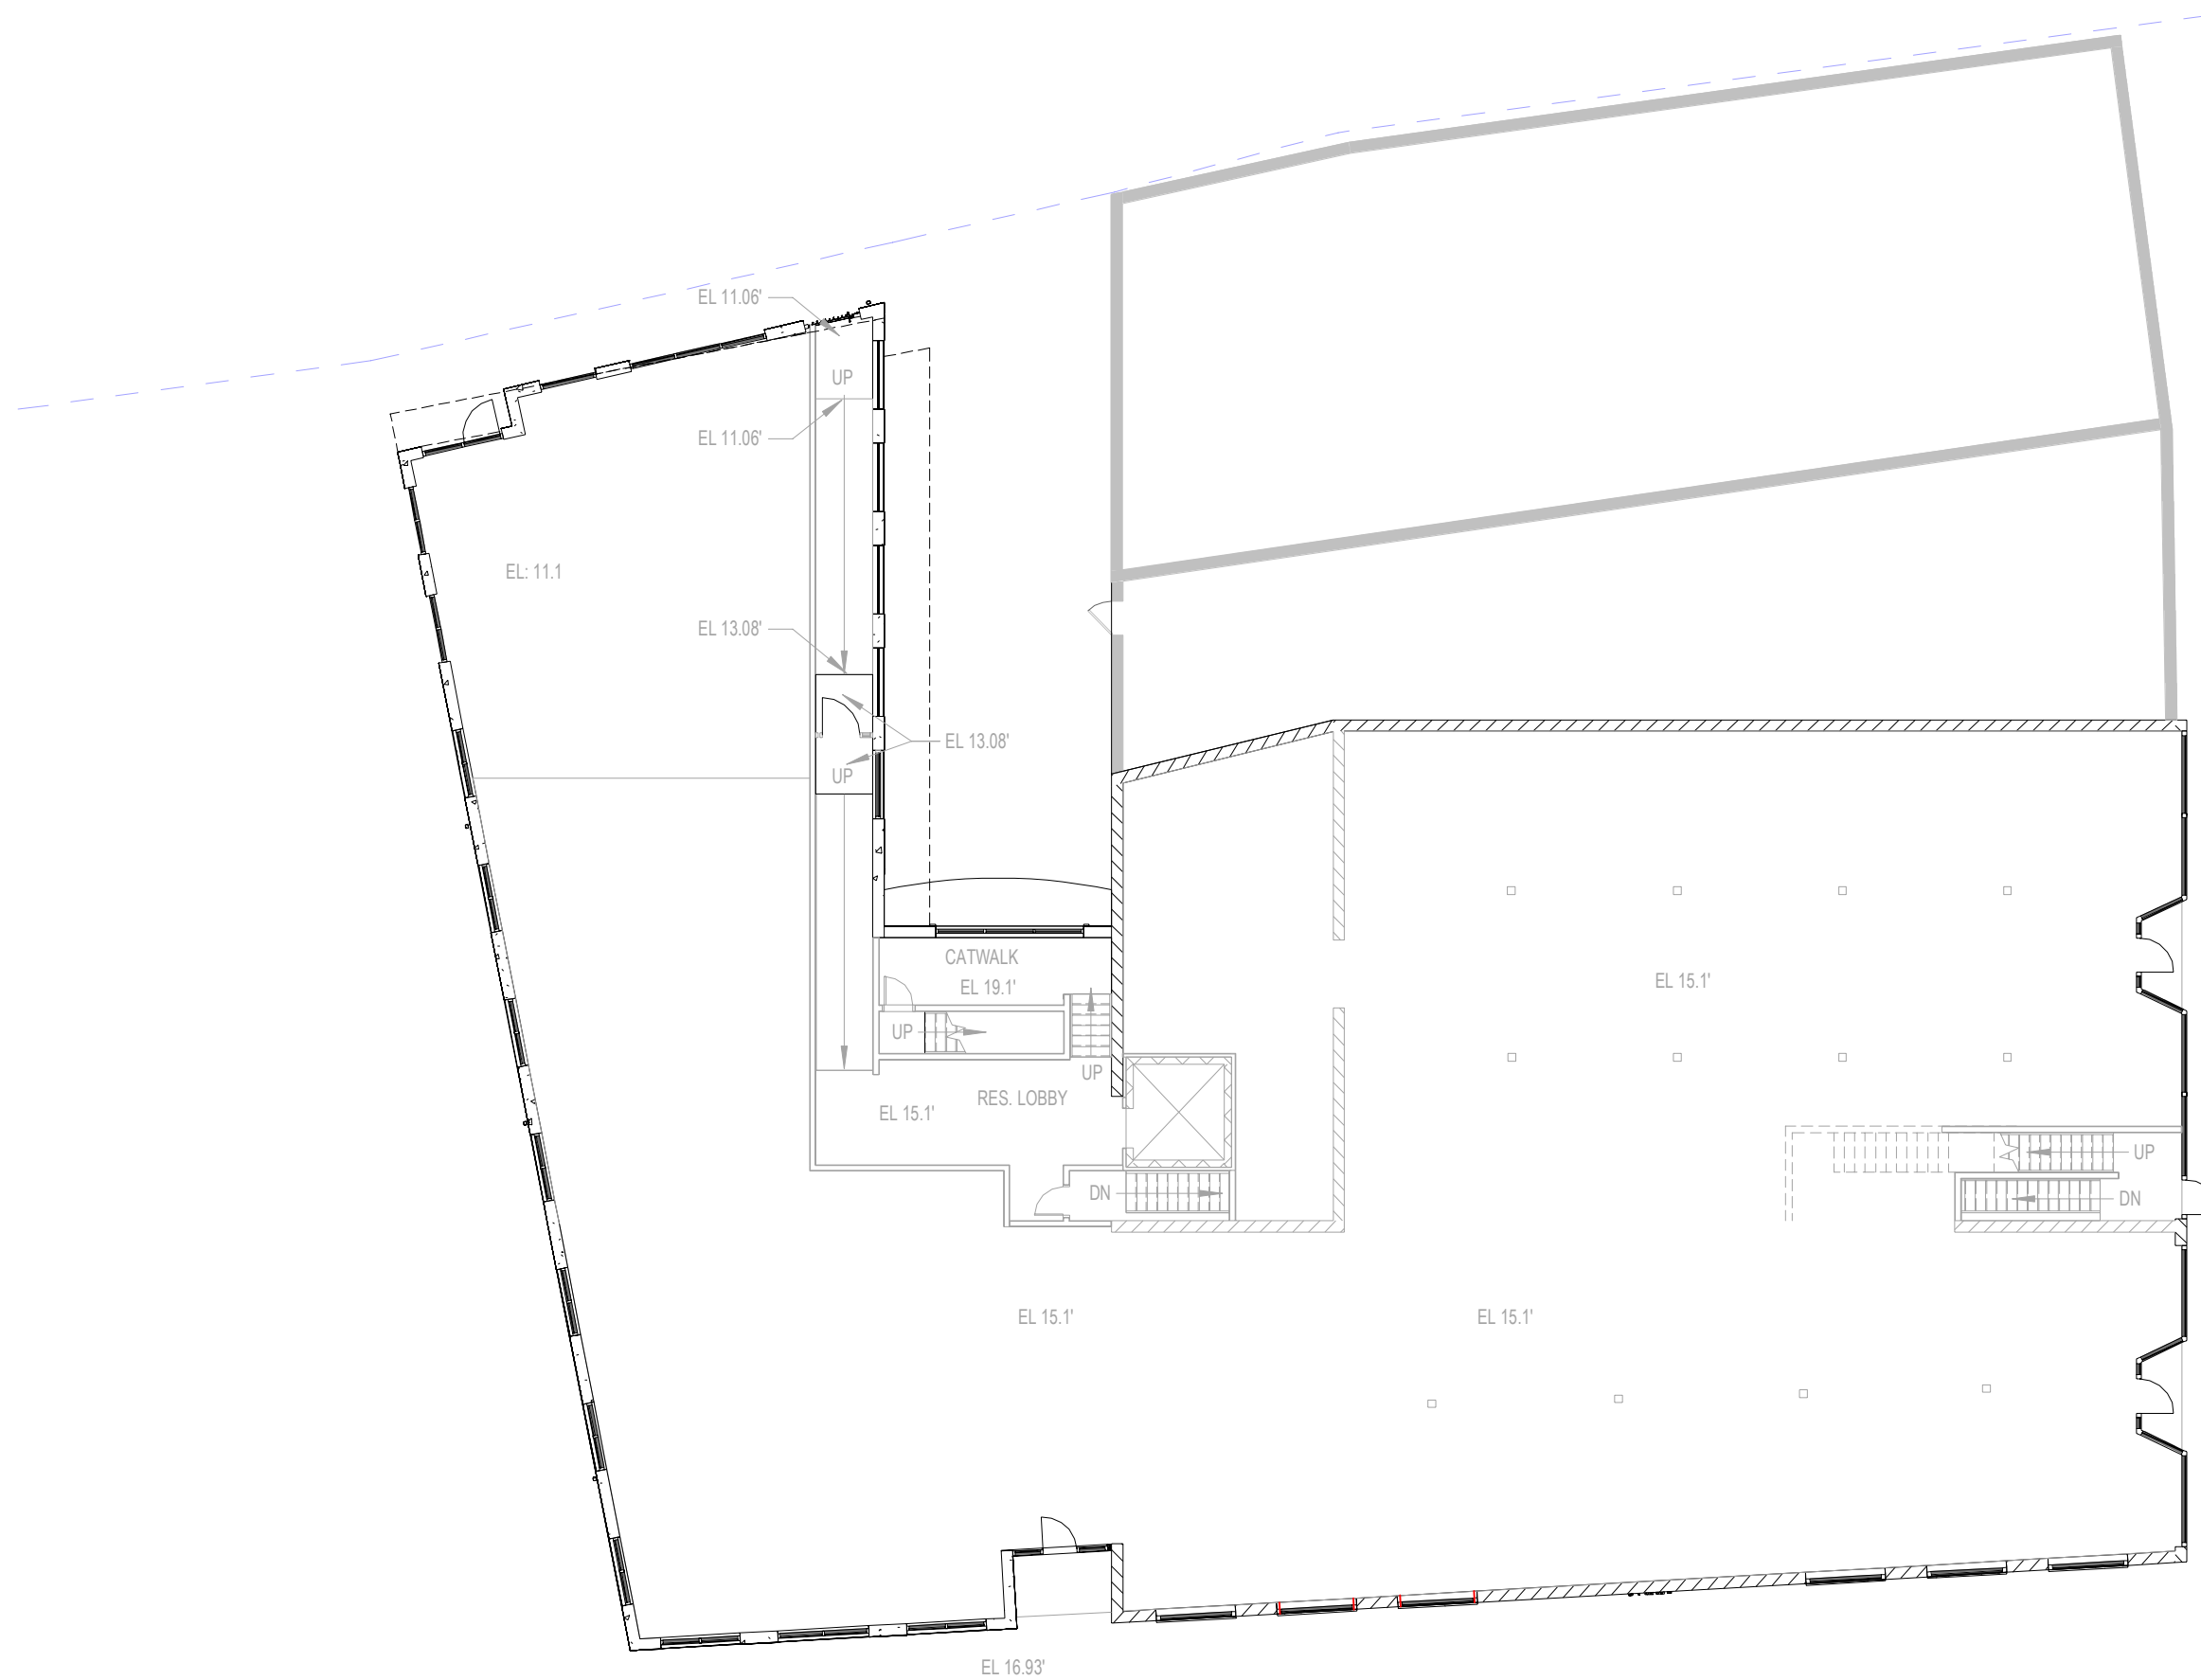 EL 11.06'
UP
EL 11.06'
EL: 11.1
EL 13.08'
EL 13.08'
UP
CATWALK
EL 19.1'
EL 15.1'
UP
UP
RES. LOBBY
EL 15.1'
UP
DN
DN
EL 15.1'
EL 15.1'
EL 16.93'